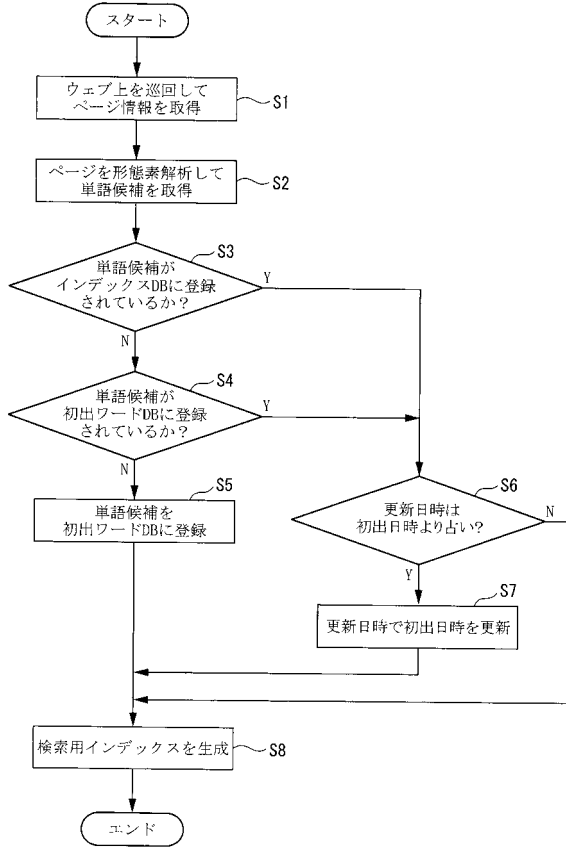 スタート
ウェブ上を巡回して
ページ情報を取得
S1
ページを形態素解析して
単語候補を取得
S2
S3
単語候補が
インデックスDBに登録
されているか？
Y
N
S4
単語候補が
初出ワードDBに登録
されているか？
Y
N
S5
単語候補を
初出ワードDBに登録
S6
更新日時は
初出日時より古い？
N
Y
S7
更新日時で初出日時を更新
検索用インデックスを生成
S8
エンド